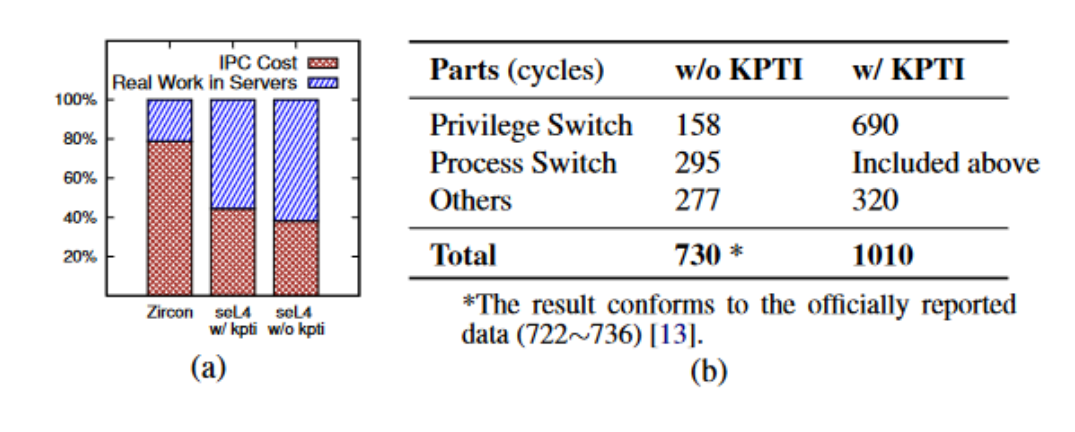 IPC Cost
Real Work in Servers
100%
80%
60%
40%
20%
Zircon seL4 seL4
w/ kpti w/o kpti
(a)
Parts (cycles) w/o KPTI w/ KPTI
Privilege Switch 158 690
Process Switch 295 Included above
Others 277 320
Total 730 * 1010
*The result conforms to the officially reported
data (722∼736) [13].
(b)